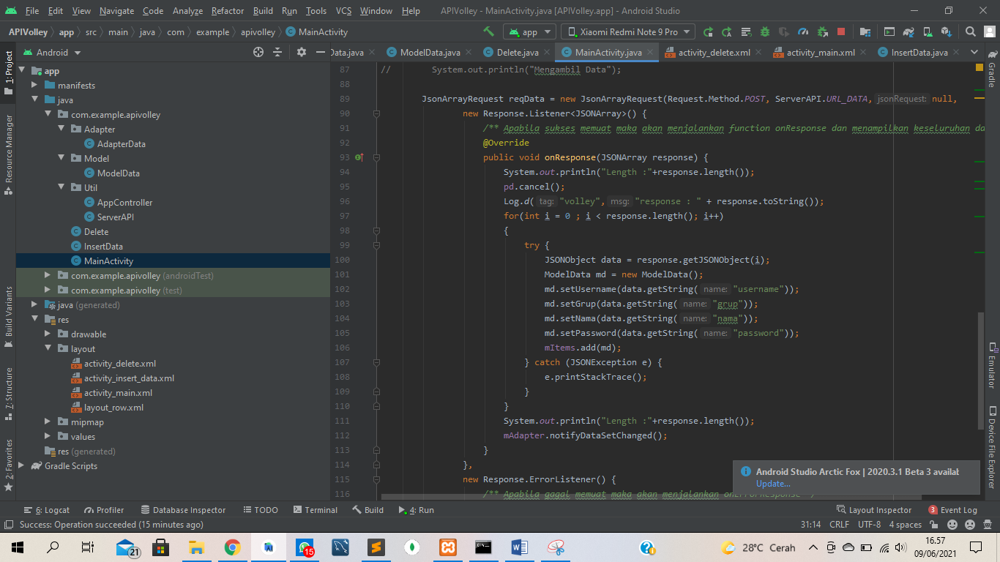 File Edit View Navigate Code Analyze Refactor Build Run Tools VCS Window Help APIVolley - MainActivity.java [APIVolley.app] - Android Studio
APIVolley app src main java com example apivolley MainActivity app Xiaomi Redmi Note 9 Pro
1: Project
Resource Manager
Build Variants
7: Structure
2: Favorites
Android
app
manifests
java
com.example.apivolley
Adapter
AdapterData
Model
ModelData
Util
AppController
ServerAPI
Delete
InsertData
MainActivity
com.example.apivolley (androidTest)
com.example.apivolley (test)
java (generated)
res
drawable
layout
activity_delete.xml
activity_insert_data.xml
activity_main.xml
layout_row.xml
mipmap
values
res (generated)
Gradle Scripts
Data.java ModelData.java Delete.java MainActivity.java activity_delete.xml activity_main.xml InsertData.java
87 // System.out.println("Mengambil Data");
88
89 JsonArrayRequest reqData = new JsonArrayRequest(Request.Method.POST, ServerAPI.URL_DATA, jsonRequest: null,
90 new Response.Listener<JSONArray>() {
91 /** Apabila sukses memuat maka akan menjalankan function onResponse dan menampilkan keseluruhan da
92 @Override
93 public void onResponse(JSONArray response) {
94 System.out.println("Length :"+response.length());
95 pd.cancel();
96 Log.d( tag: "volley", msg: "response : " + response.toString());
97 for(int i = 0 ; i < response.length(); i++)
98 {
99 try {
100 JSONObject data = response.getJSONObject(i);
101 ModelData md = new ModelData();
102 md.setUsername(data.getString( name: "username"));
103 md.setGrup(data.getString( name: "grup"));
104 md.setNama(data.getString( name: "nama"));
105 md.setPassword(data.getString( name: "password"));
106 mItems.add(md);
107 } catch (JSONException e) {
108 e.printStackTrace();
109 }
110 }
111 System.out.println("Length :"+response.length());
112 mAdapter.notifyDataSetChanged();
113 }
114 },
115 new Response.ErrorListener() {
116 /** Apabila gagal memuat maka akan menjalankan onErrorResponse */
Gradle
Emulator
Device File Explorer
Android Studio Arctic Fox | 2020.3.1 Beta 3 availat
Update...
6: Logcat Profiler Database Inspector TODO Terminal Build 4: Run Layout Inspector 3 Event Log
Success: Operation succeeded (15 minutes ago) 31:14 CRLF UTF-8 4 spaces
21 15 28°C Cerah 16.57
09/06/2021